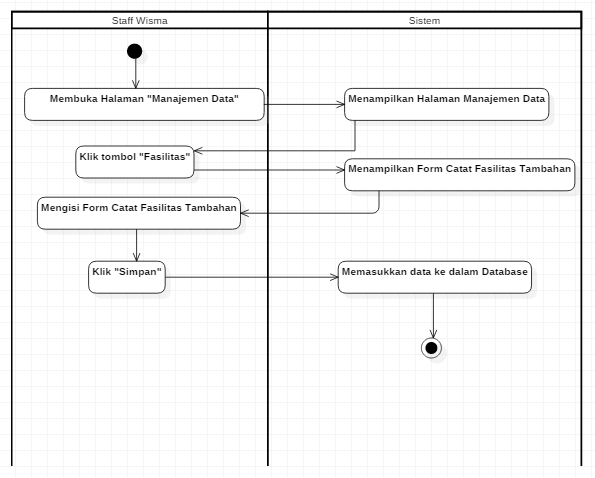 Staff Wisma
Sistem
Membuka Halaman "Manajemen Data"
Menampilkan Halaman Manajemen Data
Klik tombol "Fasilitas"
Menampilkan Form Catat Fasilitas Tambahan
Mengisi Form Catat Fasilitas Tambahan
Klik "Simpan"
Memasukkan data ke dalam Database